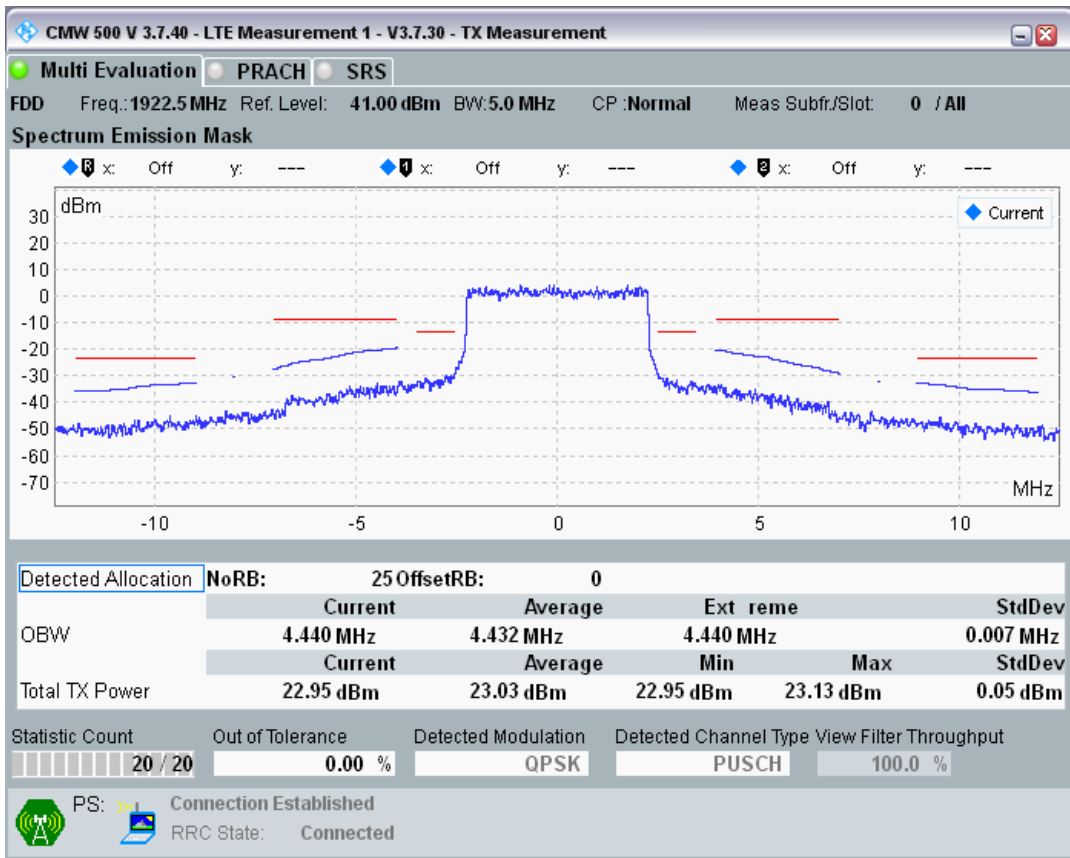 CMW 500 V 3.7.40 - LTE Measurement 1 - V3.7.30 - TX Measurement
Multi Evaluation PRACH SRS
FDD Freq.: 1922.5 MHz Ref. Level: 41.00 dBm BW: 5.0 MHz CP : Normal Meas Subfr./Slot: 0 / All
Spectrum Emission Mask
R x: Off y: --- 1 x: Off y: --- 2 x: Off y: ---
dBm
Current
30
20
10
0
-10
-20
-30
-40
-50
-60
-70
MHz
-10 -5 0 5 10
Detected Allocation NoRB: 25 OffsetRB: 0
Current Average Ext reme StdDev
OBW 4.440 MHz 4.432 MHz 4.440 MHz 0.007 MHz
Current Average Min Max StdDev
Total TX Power 22.95 dBm 23.03 dBm 22.95 dBm 23.13 dBm 0.05 dBm
Statistic Count Out of Tolerance Detected Modulation Detected Channel Type View Filter Throughput
20 / 20 0.00 % QPSK PUSCH 100.0 %
PS: Connection Established
RRC State: Connected